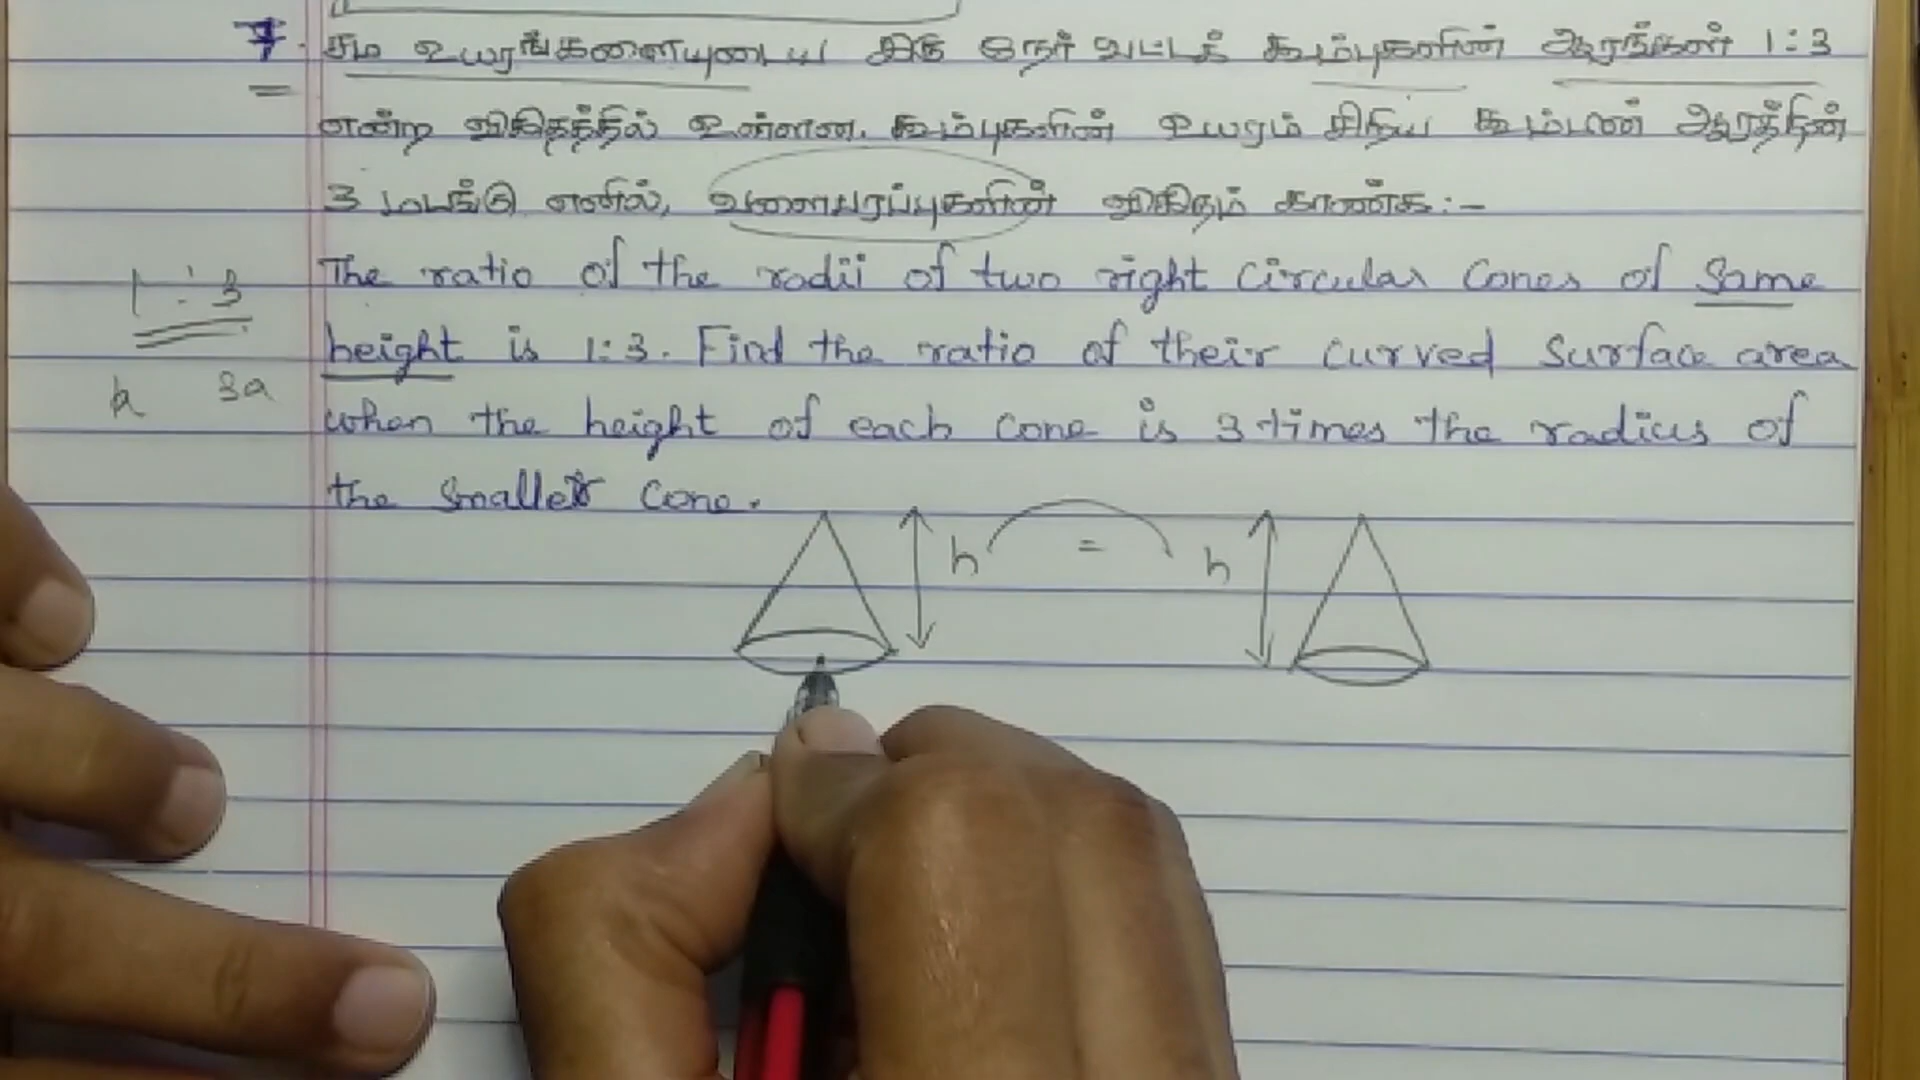 7. சம உயரங்களையுடைய இரு நேர் வட்டக் கூம்புகளின் ஆரங்கள் 1:3
என்ற விகிதத்தில் உள்ளன. கூம்புகளின் உயரம் சிறிய கூம்பின் ஆரத்தின்
3 மடங்கு எனில், வளைபரப்புகளின் விகிதம் காண்க:-
The ratio of the radii of two right circular cones of same
height is 1:3. Find the ratio of their curved surface area
when the height of each cone is 3 times the radius of
the smaller cone.
1 : 3
a 3a
h = h